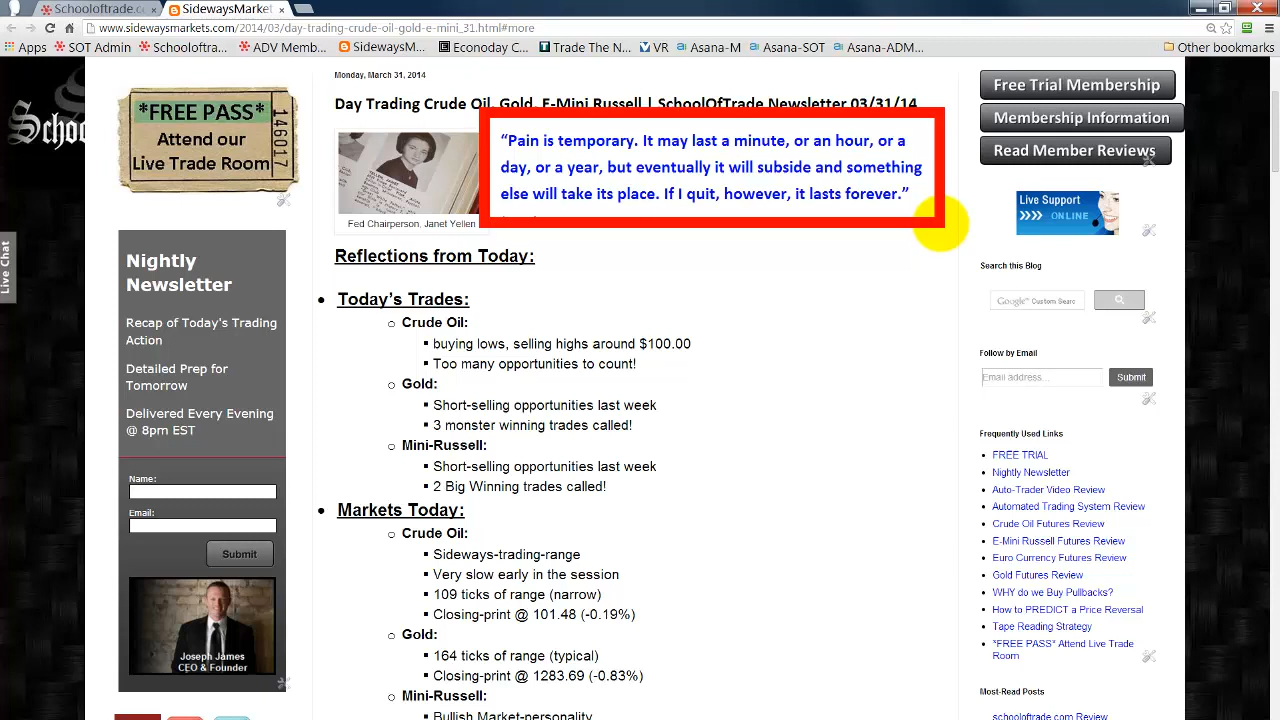 Schooloftrade.c
SidewaysMarket
www.sidewaysmarkets.com/2014/03/day-trading-crude-oil-gold-e-mini_31.html#more
Apps
SOT Admin
Schooloftra...
ADV Memb...
SidewaysM...
Econoday C...
Trade The N...
VR
Asana-M
Asana-SOT
Asana-ADM...
Other bookmarks
School
*FREE PASS*
Attend our
Live Trade Room
146017
Live Chat
Nightly
Newsletter
Recap of Today's Trading
Action
Detailed Prep for
Tomorrow
Delivered Every Evening
@ 8pm EST
Name:
Email:
Submit
Joseph James
CEO & Founder
Monday, March 31, 2014
Day Trading Crude Oil, Gold, E-Mini Russell | SchoolOfTrade Newsletter 03/31/14
“Pain is temporary. It may last a minute, or an hour, or a
day, or a year, but eventually it will subside and something
else will take its place. If I quit, however, it lasts forever.”
Fed Chairperson, Janet Yellen
Reflections from Today:
Today’s Trades:
Crude Oil:
buying lows, selling highs around $100.00
Too many opportunities to count!
Gold:
Short-selling opportunities last week
3 monster winning trades called!
Mini-Russell:
Short-selling opportunities last week
2 Big Winning trades called!
Markets Today:
Crude Oil:
Sideways-trading-range
Very slow early in the session
109 ticks of range (narrow)
Closing-print @ 101.48 (-0.19%)
Gold:
164 ticks of range (typical)
Closing-print @ 1283.69 (-0.83%)
Mini-Russell:
Bullish Market-personality
Free Trial Membership
Membership Information
Read Member Reviews
Live Support
>>> ONLINE
Search this Blog
Google™ Custom Searc
Follow by Email
Email address...
Submit
Frequently Used Links
FREE TRIAL
Nightly Newsletter
Auto-Trader Video Review
Automated Trading System Review
Crude Oil Futures Review
E-Mini Russell Futures Review
Euro Currency Futures Review
Gold Futures Review
WHY do we Buy Pullbacks?
How to PREDICT a Price Reversal
Tape Reading Strategy
*FREE PASS* Attend Live Trade
Room
Most-Read Posts
schooloftrade.com Review